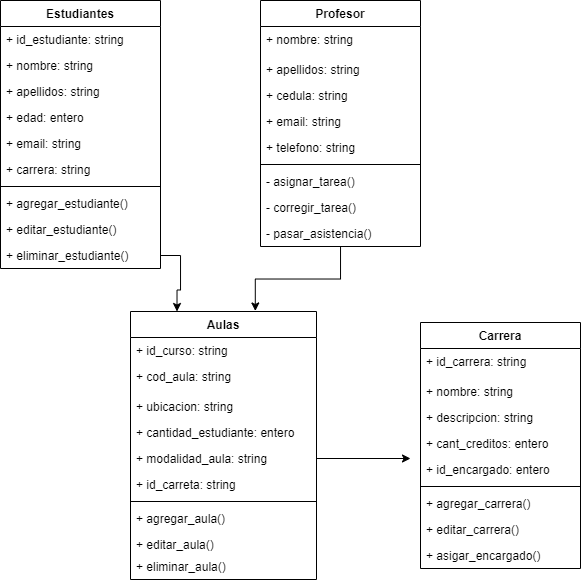 Estudiantes
+ id_estudiante: string
+ nombre: string
+ apellidos: string
+ edad: entero
+ email: string
+ carrera: string
+ agregar_estudiante()
+ editar_estudiante()
+ eliminar_estudiante()
Profesor
+ nombre: string
+ apellidos: string
+ cedula: string
+ email: string
+ telefono: string
- asignar_tarea()
- corregir_tarea()
- pasar_asistencia()
Aulas
+ id_curso: string
+ cod_aula: string
+ ubicacion: string
+ cantidad_estudiante: entero
+ modalidad_aula: string
+ id_carreta: string
+ agregar_aula()
+ editar_aula()
+ eliminar_aula()
Carrera
+ id_carrera: string
+ nombre: string
+ descripcion: string
+ cant_creditos: entero
+ id_encargado: entero
+ agregar_carrera()
+ editar_carrera()
+ asigar_encargado()